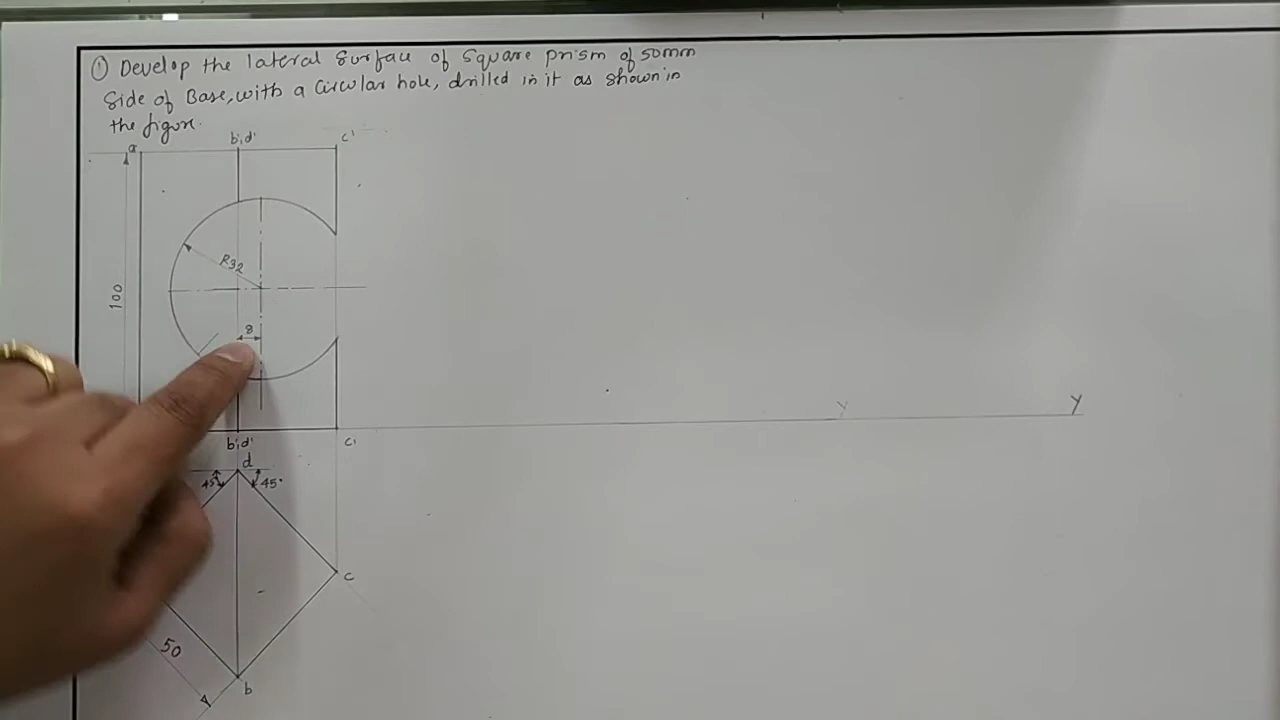 ① Develop the lateral Surface of Square prism of 50mm
Side of Base, with a Circular hole, drilled in it as shown in
the figure.
a' b',d' c'
R32
100
8
b',d' c'
d
45° 45°
Y Y
c
50
b